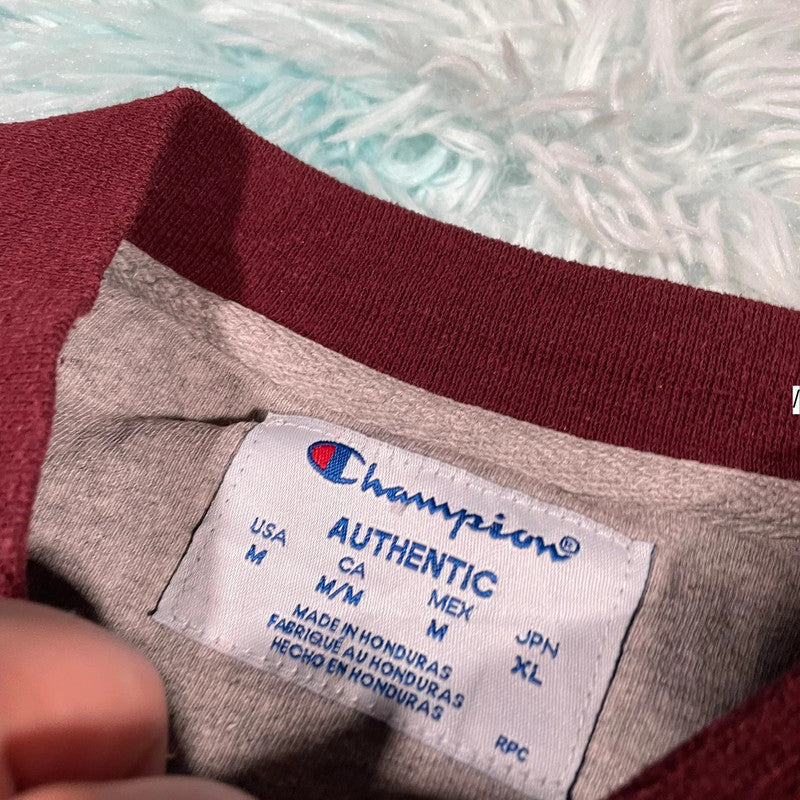 Champion®
AUTHENTIC
USA CA MEX JPN
M M/M M XL
MADE IN HONDURAS
FABRIQUÉ AU HONDURAS
HECHO EN HONDURAS
RPC
/